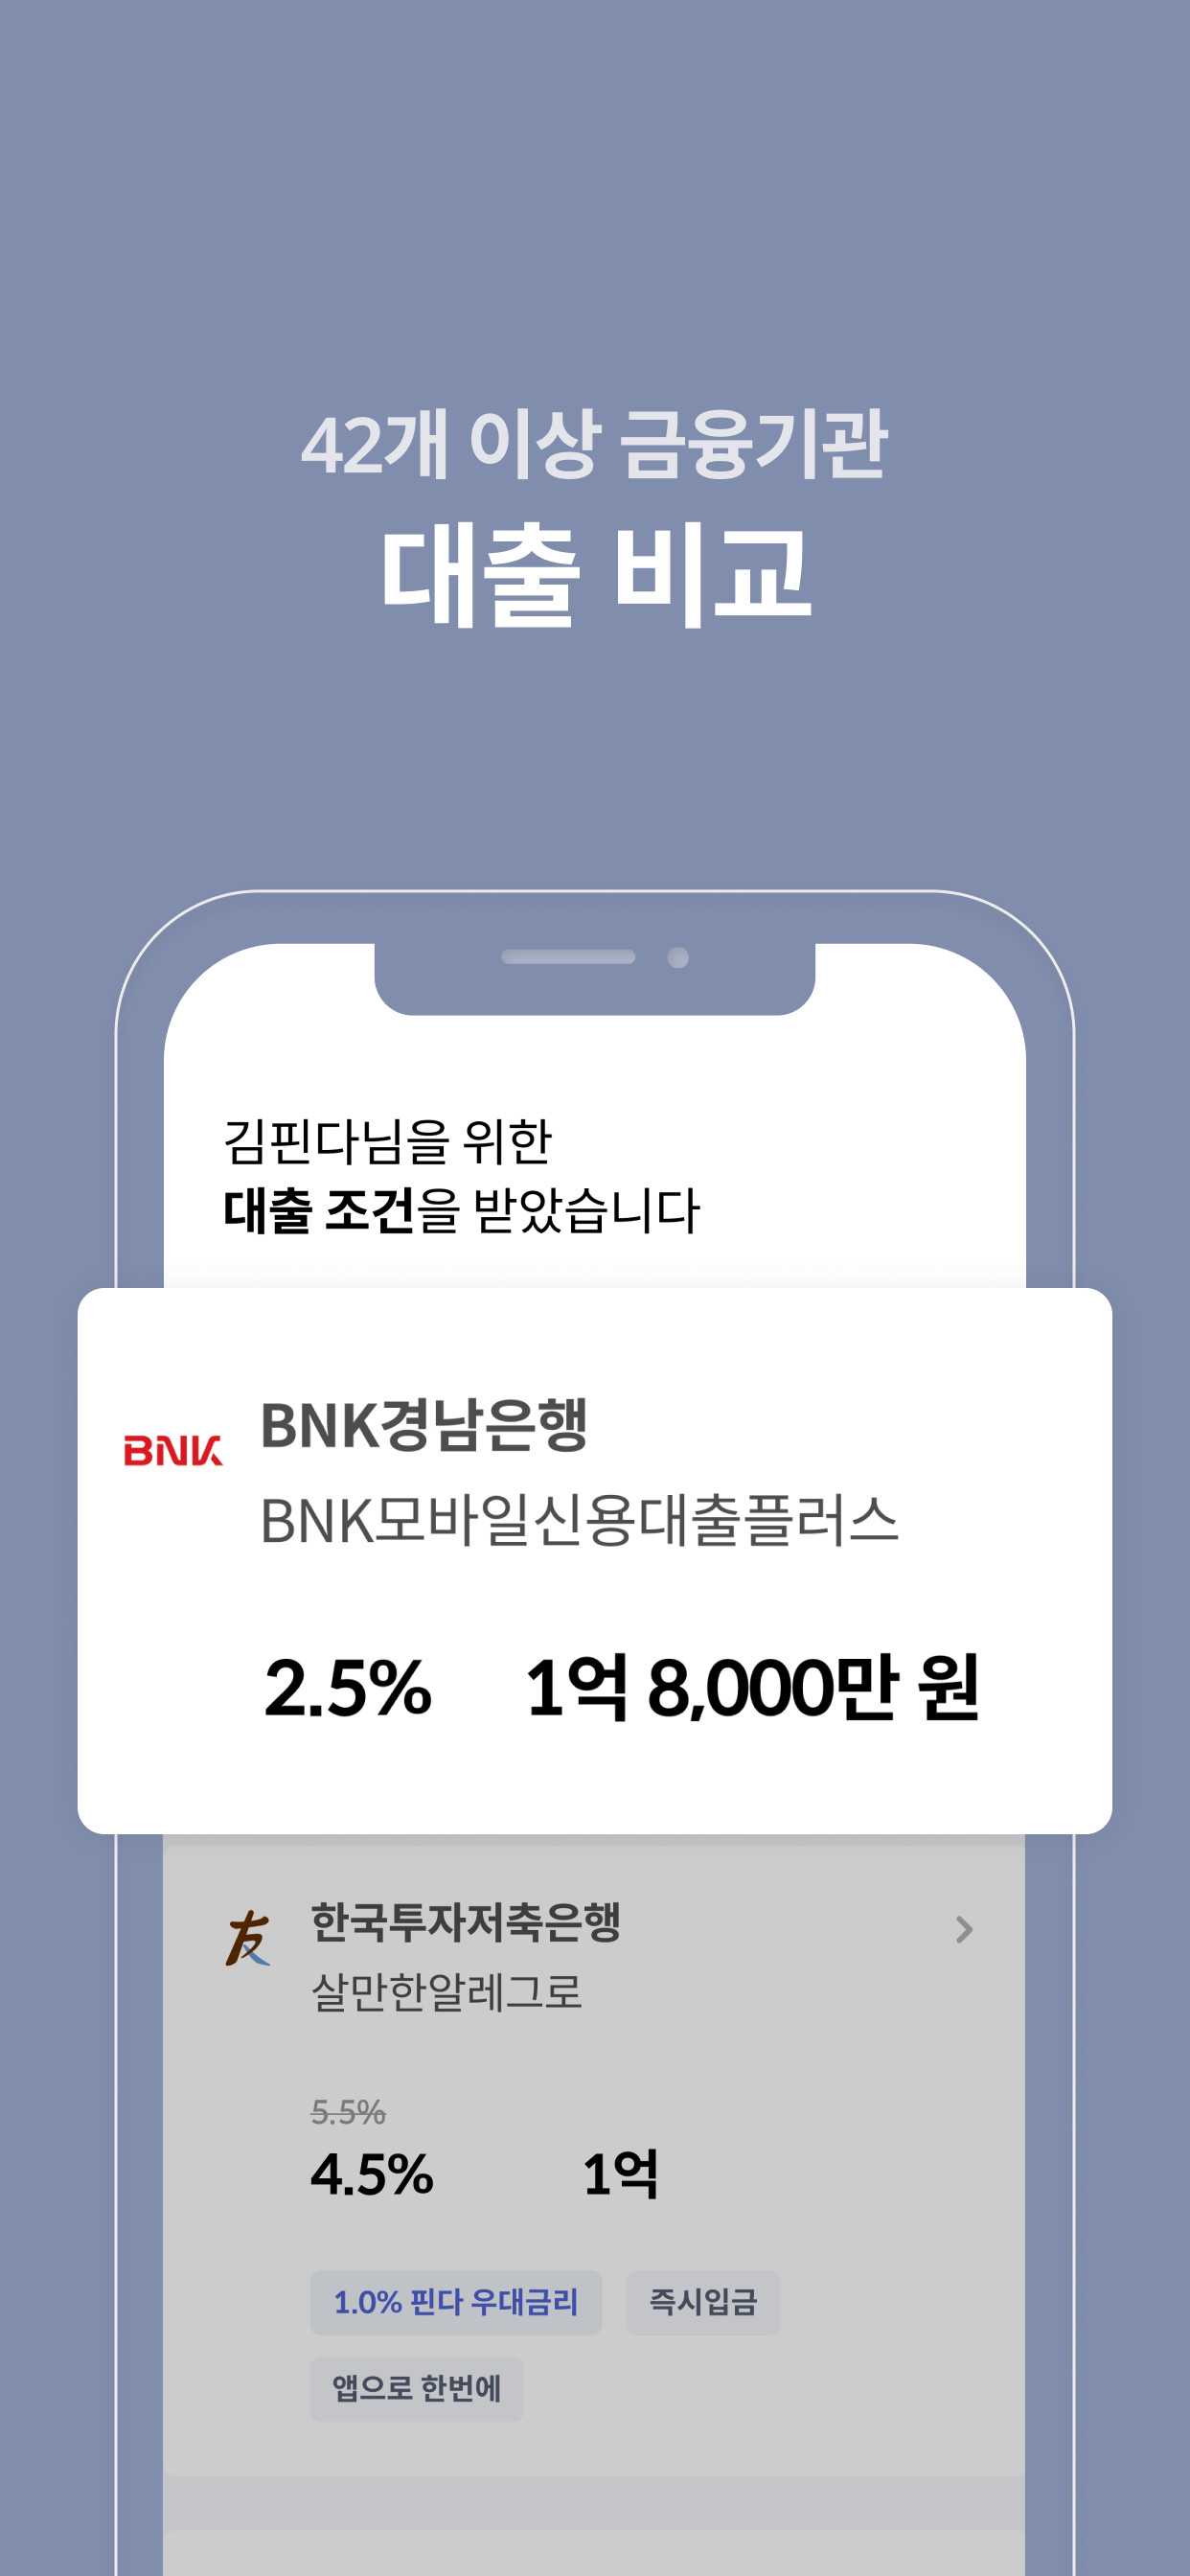 42개 이상 금융기관
대출 비교
김핀다님을 위한
대출 조건을 받았습니다
BNK
BNK경남은행
BNK모바일신용대출플러스
2.5% 1억 8,000만 원
友
한국투자저축은행
살만한알레그로
5.5%
4.5% 1억
1.0% 핀다 우대금리 즉시입금
앱으로 한번에